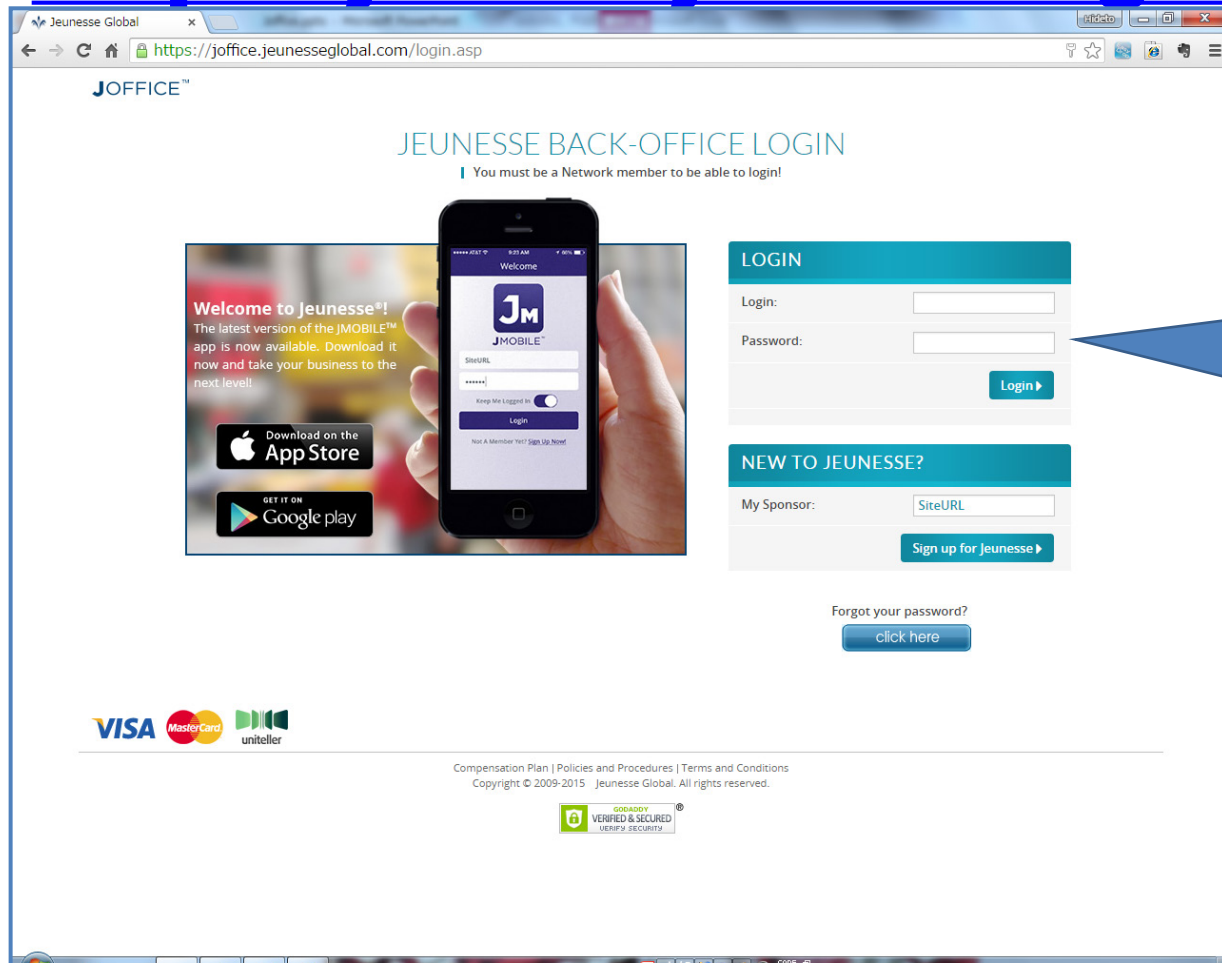 Jeunesse Global
https://joffice.jeunesseglobal.com/login.asp
JOFFICE™
JEUNESSE BACK-OFFICE LOGIN
You must be a Network member to be able to login!
Welcome to Jeunesse®!
The latest version of the JMOBILE™
app is now available. Download it
now and take your business to the
next level!
Download on the
App Store
GET IT ON
Google play
AT&T 9:23 AM
Welcome
JM
JMOBILE™
SiteURL
••••••
Keep Me Logged In
Login
Not A Member Yet? Sign Up Now!
LOGIN
Login:
Password:
Login
NEW TO JEUNESSE?
My Sponsor:
SiteURL
Sign up for Jeunesse
Forgot your password?
click here
VISA
MasterCard
uniteller
Compensation Plan | Policies and Procedures | Terms and Conditions
Copyright © 2009-2015 Jeunesse Global. All rights reserved.
GODADDY
VERIFIED & SECURED
VERIFY SECURITY
®